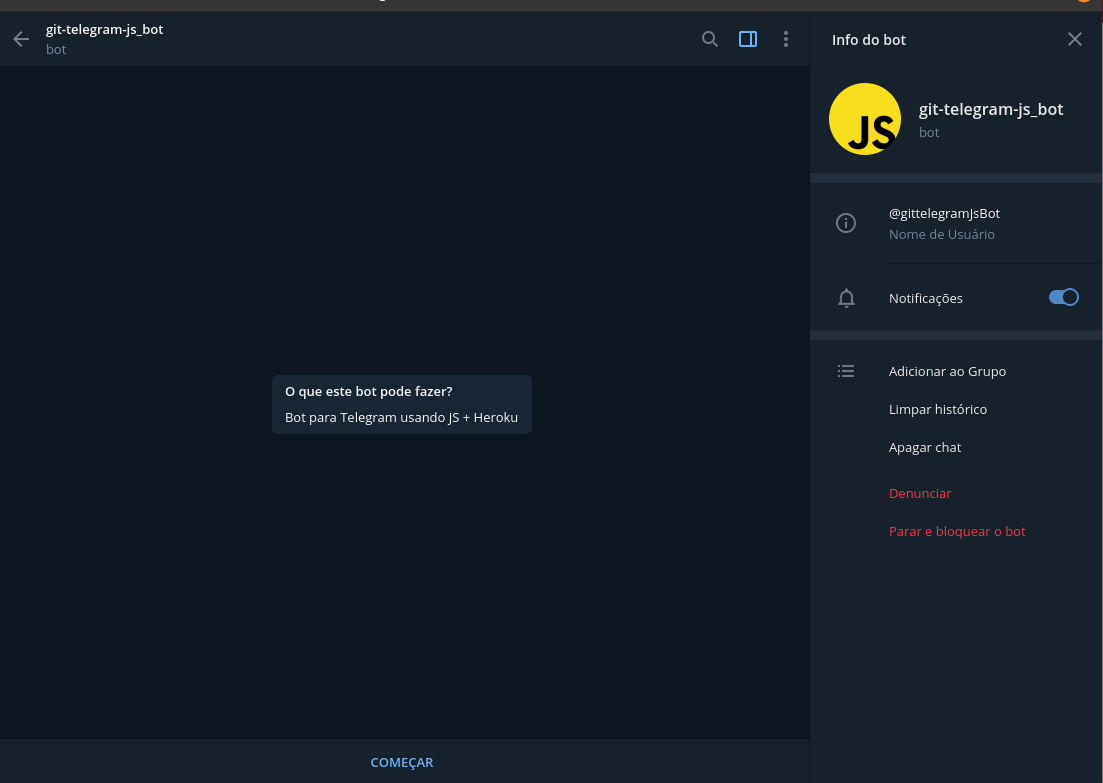 git-telegram-js_bot
bot
Info do bot
JS
git-telegram-js_bot
bot
@gittelegramJsBot
Nome de Usuário
Notificações
O que este bot pode fazer?
Bot para Telegram usando JS + Heroku
Adicionar ao Grupo
Limpar histórico
Apagar chat
Denunciar
Parar e bloquear o bot
COMEÇAR